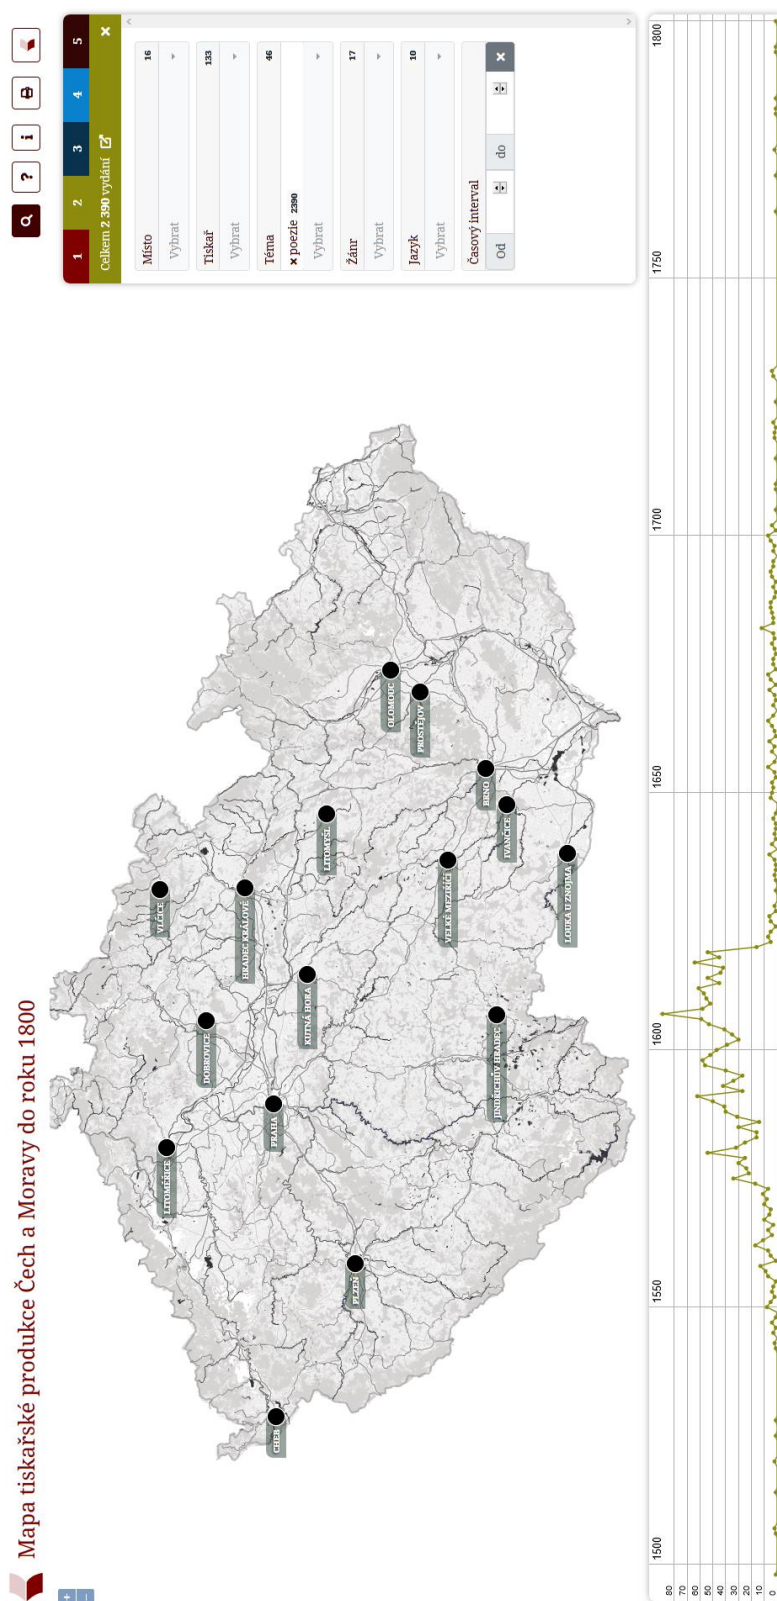 Mapa tiskařské produkce Čech a Moravy do roku 1800
? i
+
−
1 2 3 4 5
Celkem 2 390 vydání ×
Místo 16
Vybrat
Tiskař 133
Vybrat
Téma 46
× poezie 2390
Vybrat
Žánr 17
Vybrat
Jazyk 10
Vybrat
Časový interval
Od do ×
VLČICE
LITOMĚŘICE
DOBROVICE
HRADEC KRÁLOVÉ
PRAHA
CHEB
KUTNÁ HORA
LITOMYŠL
PLZEŇ
OLOMOUC
PROSTĚJOV
VELKÉ MEZIŘÍČÍ
BRNO
JINDŘICHŮV HRADEC
IVANČICE
LOUKA U ZNOJMA
1500 1550 1600 1650 1700 1750 1800
80
70
60
50
40
30
20
10
0